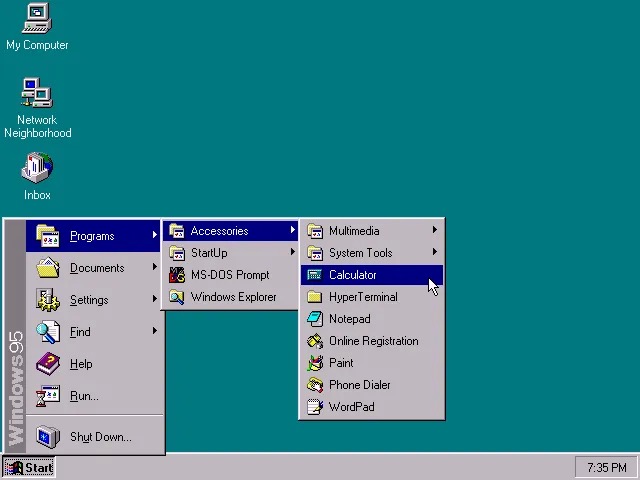 My Computer
Network
Neighborhood
Inbox
Windows95
Programs
Documents
Settings
Find
Help
Run...
Shut Down...
Accessories
StartUp
MS-DOS Prompt
Windows Explorer
Multimedia
System Tools
Calculator
HyperTerminal
Notepad
Online Registration
Paint
Phone Dialer
WordPad
Start
7:35 PM